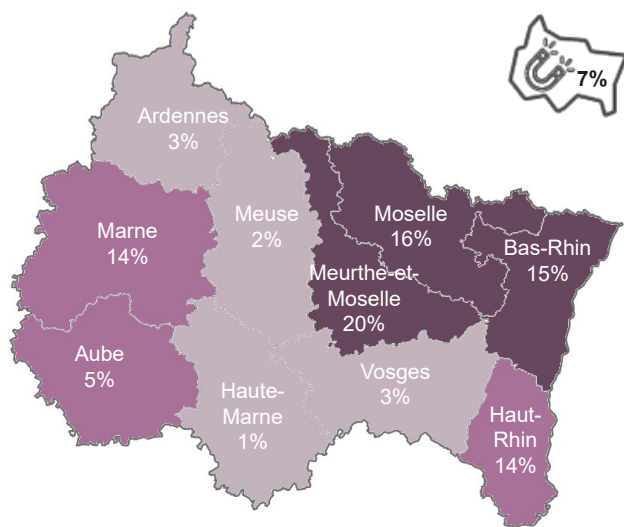 7%
Ardennes
3%
Meuse
2%
Moselle
16%
Marne
14%
Bas-Rhin
15%
Meurthe-et-
Moselle
20%
Aube
5%
Haute-
Marne
1%
Vosges
3%
Haut-
Rhin
14%